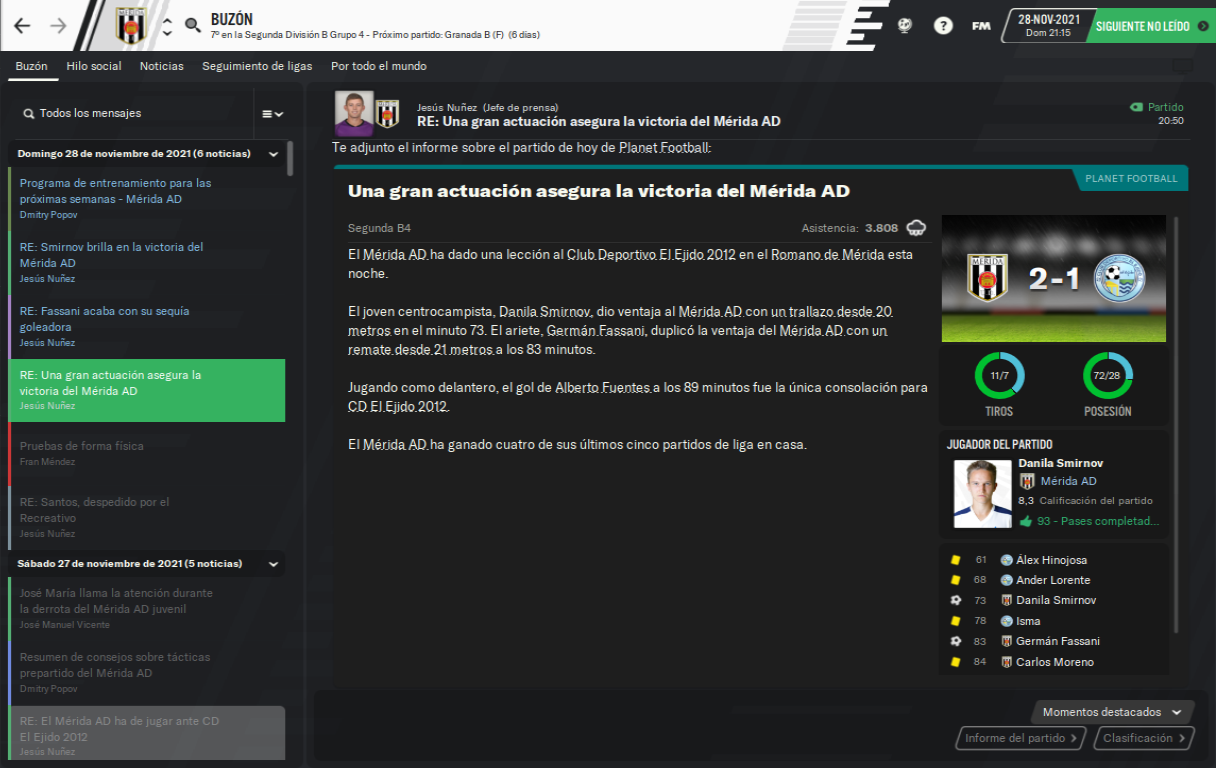 BUZÓN
7º en la Segunda División B Grupo 4 - Próximo partido: Granada B (F) (6 días)
FM
28-NOV-2021
Dom 21:15
SIGUIENTE NO LEÍDO
Buzón Hilo social Noticias Seguimiento de ligas Por todo el mundo
Todos los mensajes
Domingo 28 de noviembre de 2021 (6 noticias)
Programa de entrenamiento para las
próximas semanas - Mérida AD
Dmitry Popov
RE: Smirnov brilla en la victoria del
Mérida AD
Jesús Nuñez
RE: Fassani acaba con su sequía
goleadora
Jesús Nuñez
RE: Una gran actuación asegura la
victoria del Mérida AD
Jesús Nuñez
Pruebas de forma física
Fran Méndez
RE: Santos, despedido por el
Recreativo
Jesús Nuñez
Sábado 27 de noviembre de 2021 (5 noticias)
José María llama la atención durante
la derrota del Mérida AD juvenil
José Manuel Vicente
Resumen de consejos sobre tácticas
prepartido del Mérida AD
Dmitry Popov
RE: El Mérida AD ha de jugar ante CD
El Ejido 2012
Jesús Nuñez
Jesús Nuñez (Jefe de prensa)
RE: Una gran actuación asegura la victoria del Mérida AD
Partido
20:50
Te adjunto el informe sobre el partido de hoy de Planet Football:
PLANET FOOTBALL
Una gran actuación asegura la victoria del Mérida AD
Segunda B4
Asistencia: 3.808
El Mérida AD ha dado una lección al Club Deportivo El Ejido 2012 en el Romano de Mérida esta
noche.
El joven centrocampista, Danila Smirnov, dio ventaja al Mérida AD con un trallazo desde 20
metros en el minuto 73. El ariete, Germán Fassani, duplicó la ventaja del Mérida AD con un
remate desde 21 metros a los 83 minutos.
Jugando como delantero, el gol de Alberto Fuentes a los 89 minutos fue la única consolación para
CD El Ejido 2012.
El Mérida AD ha ganado cuatro de sus últimos cinco partidos de liga en casa.
MÉRIDA
2-1
11/7
72/28
TIROS
POSESIÓN
JUGADOR DEL PARTIDO
Danila Smirnov
Mérida AD
8,3 Calificación del partido
93 - Pases completad...
61 Álex Hinojosa
68 Ander Lorente
73 Danila Smirnov
78 Isma
83 Germán Fassani
84 Carlos Moreno
Momentos destacados
Informe del partido
Clasificación